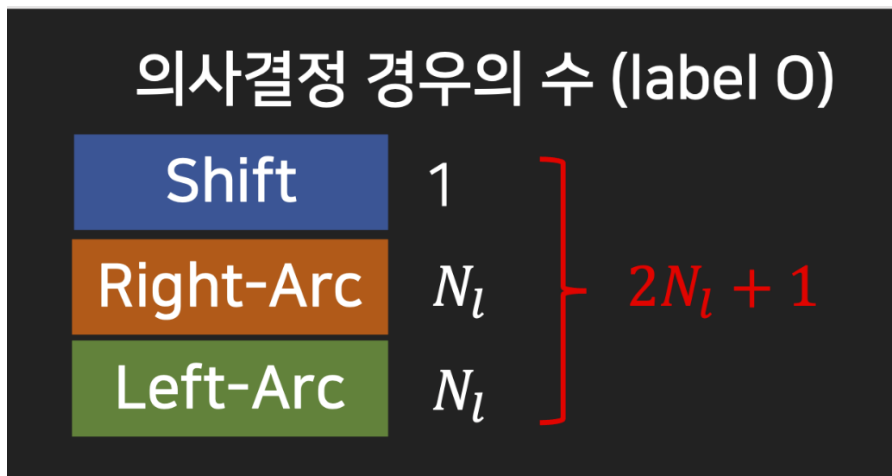 의사결정 경우의 수 (label O)
Shift 1
Right-Arc N_l
2N_l + 1
Left-Arc N_l